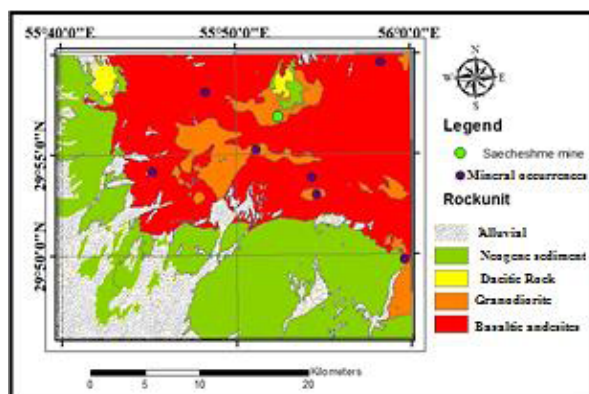 55°40'0"E 55°50'0"E 56°0'0"E
N
W E
S
29°55'0"N
29°50'0"N
Legend
Saecheshme mine
Mineral occurrences
Rockunit
Alluvial
Neogene sediment
Dacitic Rock
Granodiorite
Basaltic andesites
Kilometers
0 5 10 20